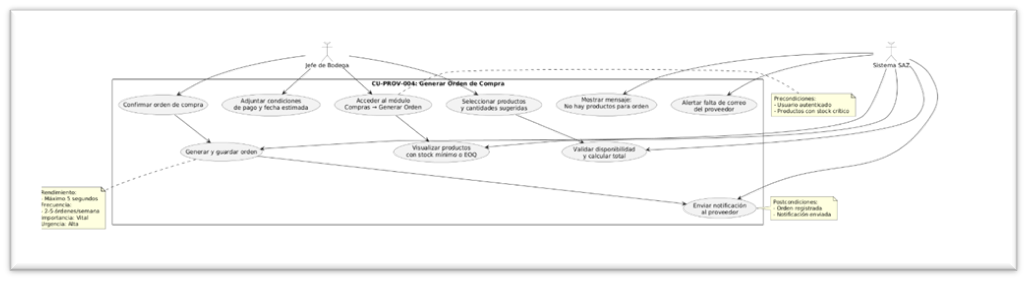 Jefe de Bodega
Sistema SAZ
CU-PROV-004: Generar Orden de Compra
Confirmar orden de compra
Adjuntar condiciones
de pago y fecha estimada
Acceder al módulo
Compras → Generar Orden
Seleccionar productos
y cantidades sugeridas
Mostrar mensaje:
No hay productos para orden
Alertar falta de correo
del proveedor
Precondiciones:
- Usuario autenticado
- Productos con stock crítico
Generar y guardar orden
Visualizar productos
con stock mínimo o EOQ
Validar disponibilidad
y calcular total
Rendimiento:
- Máximo 5 segundos
Frecuencia:
- 2-5 órdenes/semana
Importancia: Vital
Urgencia: Alta
Enviar notificación
al proveedor
Postcondiciones:
- Orden registrada
- Notificación enviada